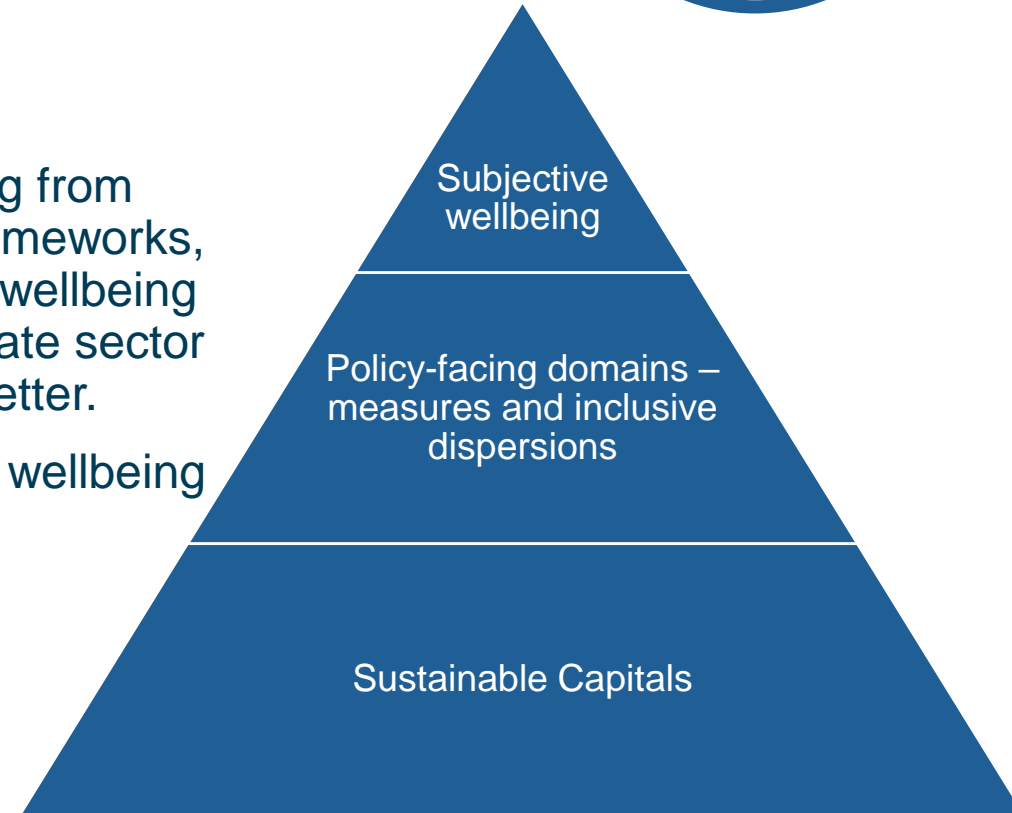 g from
meworks,
wellbeing
ate sector
etter.
wellbeing
Subjective
wellbeing
Policy-facing domains –
measures and inclusive
dispersions
Sustainable Capitals